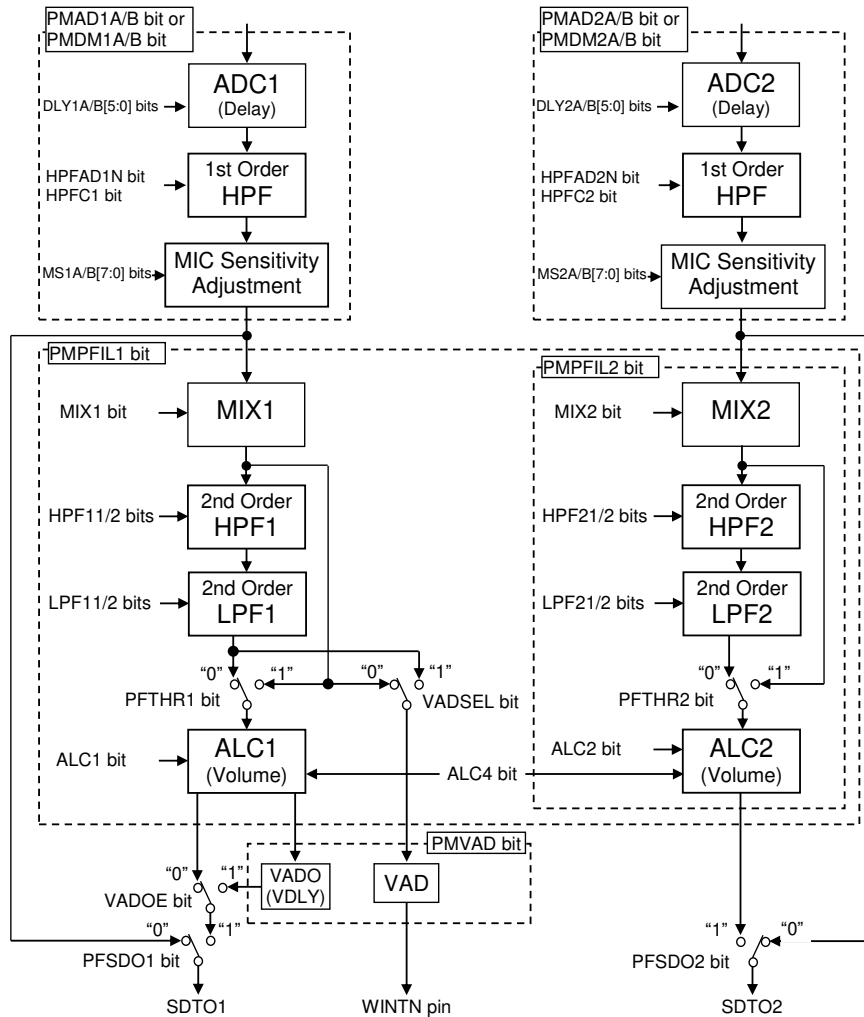 PMAD1A/B bit or
PMDM1A/B bit
PMAD2A/B bit or
PMDM2A/B bit
ADC1
(Delay)
DLY1A/B[5:0] bits
ADC2
(Delay)
DLY2A/B[5:0] bits
HPFAD1N bit
HPFC1 bit
1st Order
HPF
HPFAD2N bit
HPFC2 bit
1st Order
HPF
MS1A/B[7:0] bits
MIC Sensitivity
Adjustment
MS2A/B[7:0] bits
MIC Sensitivity
Adjustment
PMPFIL1 bit
PMPFIL2 bit
MIX1 bit
MIX1
MIX2 bit
MIX2
HPF11/2 bits
2nd Order
HPF1
HPF21/2 bits
2nd Order
HPF2
LPF11/2 bits
2nd Order
LPF1
LPF21/2 bits
2nd Order
LPF2
“0” “1” “0” “1”
PFTHR1 bit
VADSEL bit
“0” “1”
PFTHR2 bit
ALC1 bit
ALC1
(Volume)
ALC4 bit
ALC2 bit
ALC2
(Volume)
PMVAD bit
“0” “1”
VADOE bit
VADO
(VDLY)
VAD
“0” “1”
PFSDO1 bit
“1” “0”
PFSDO2 bit
SDTO1
WINTN pin
SDTO2